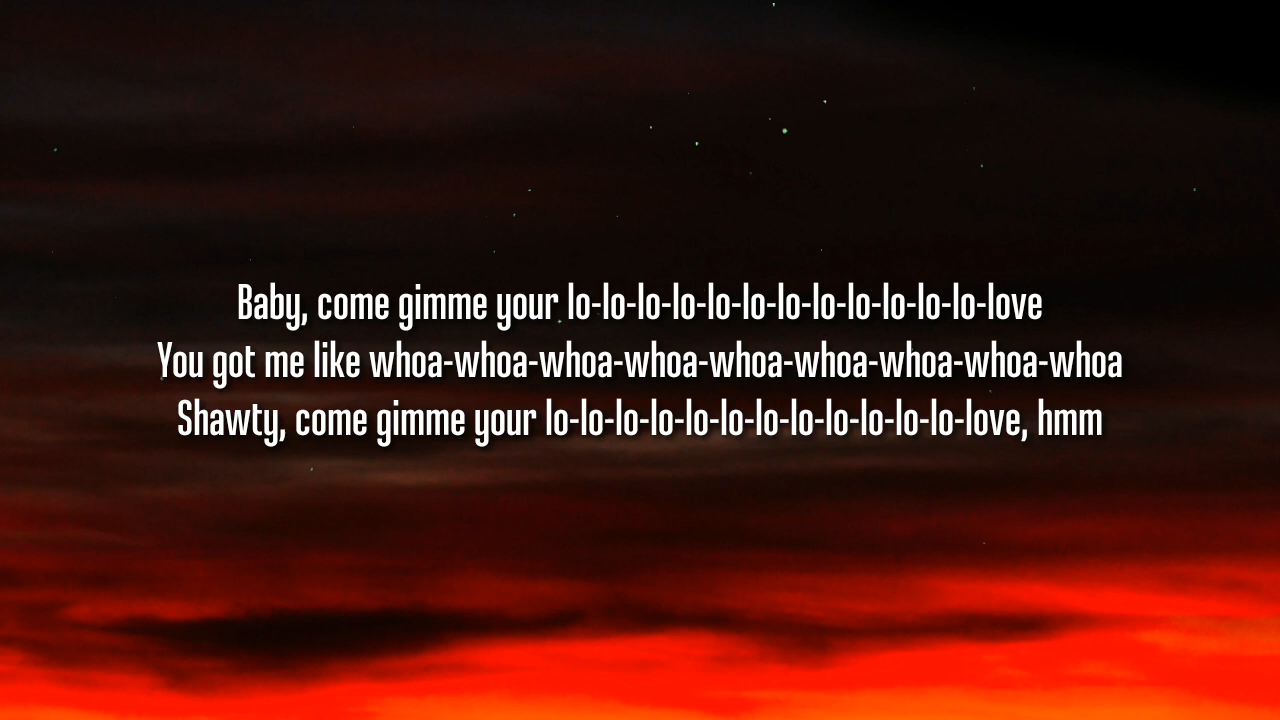 Baby, come gimme your lo-lo-lo-lo-lo-lo-lo-lo-lo-lo-lo-lo-love
You got me like whoa-whoa-whoa-whoa-whoa-whoa-whoa-whoa-whoa
Shawty, come gimme your lo-lo-lo-lo-lo-lo-lo-lo-lo-lo-lo-lo-love, hmm